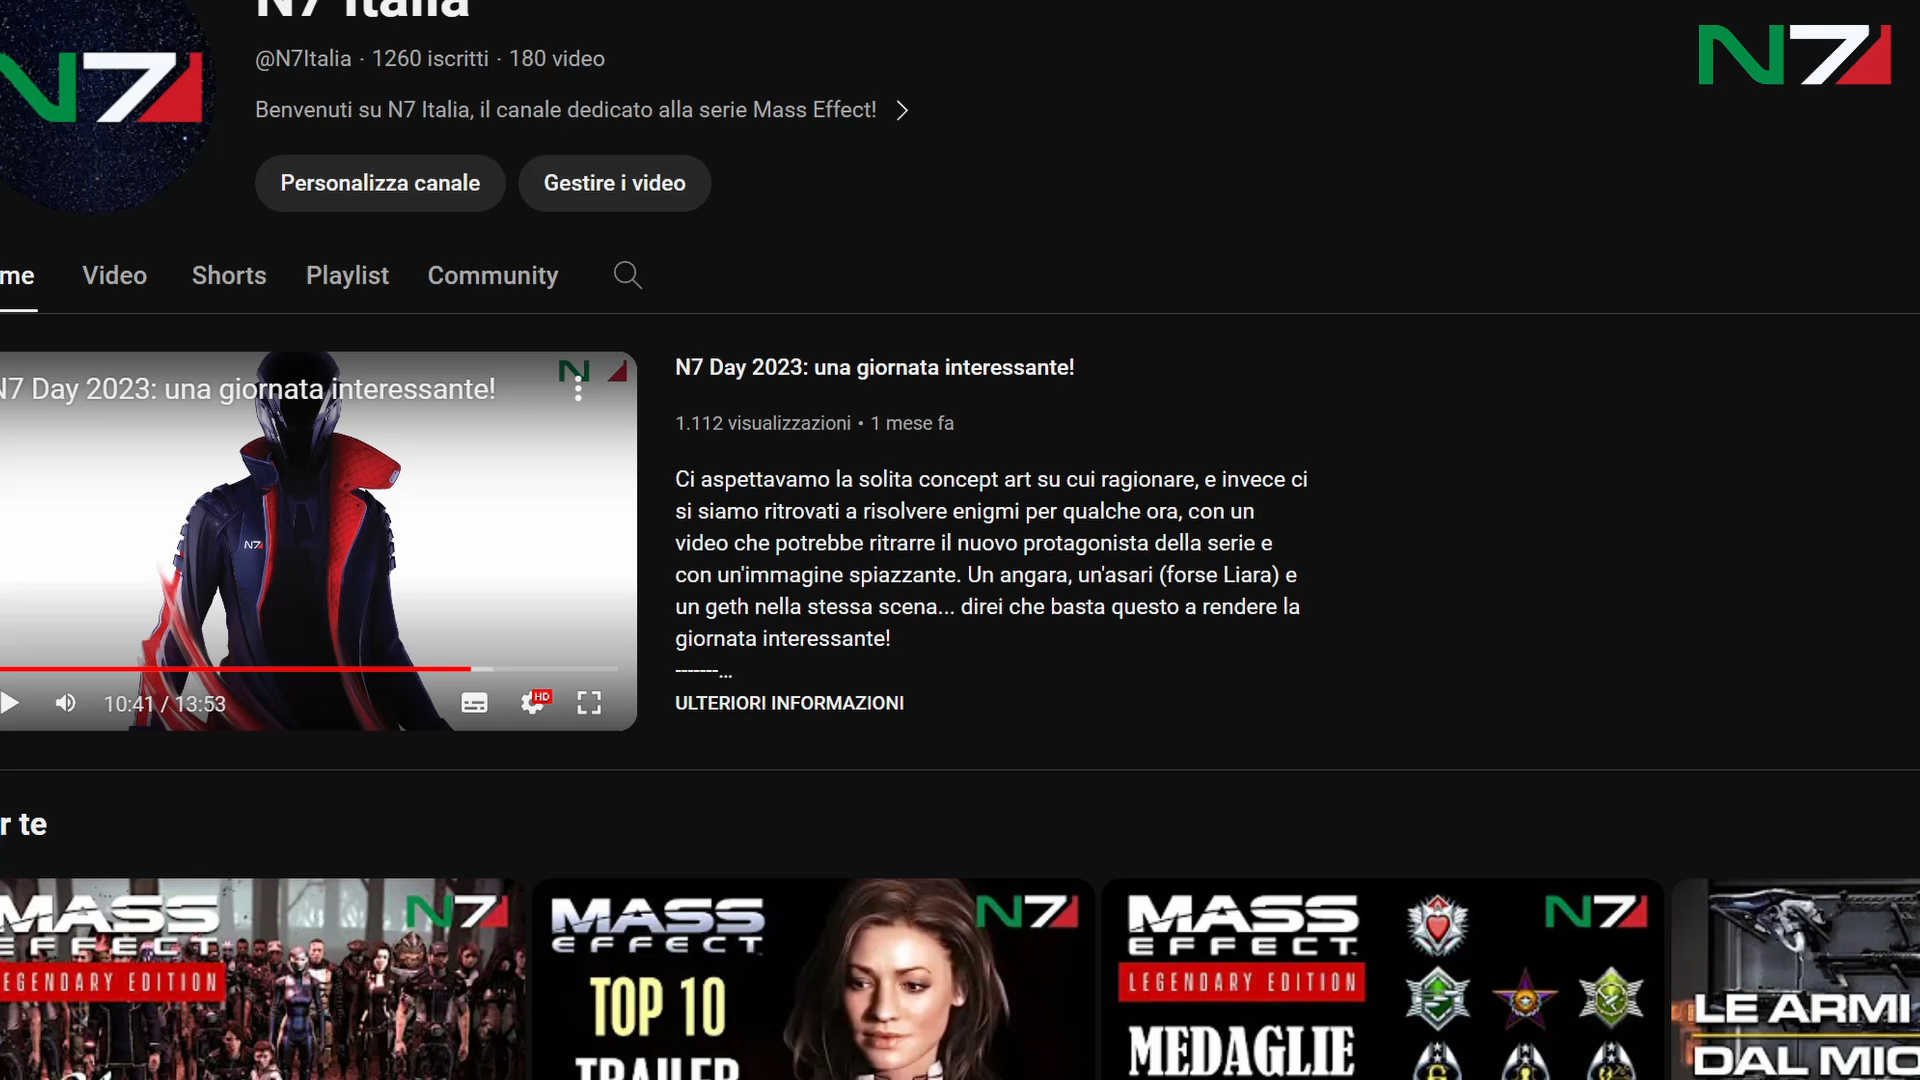 N7 Italia
N7
N7
@N7Italia · 1260 iscritti · 180 video
Benvenuti su N7 Italia, il canale dedicato alla serie Mass Effect!
Personalizza canale
Gestire i video
me
Video
Shorts
Playlist
Community
N7 Day 2023: una giornata interessante!
N7
10:41 / 13:53
HD
N7 Day 2023: una giornata interessante!
1.112 visualizzazioni • 1 mese fa
Ci aspettavamo la solita concept art su cui ragionare, e invece ci
si siamo ritrovati a risolvere enigmi per qualche ora, con un
video che potrebbe ritrarre il nuovo protagonista della serie e
con un'immagine spiazzante. Un angara, un'asari (forse Liara) e
un geth nella stessa scena... direi che basta questo a rendere la
giornata interessante!
-------...
ULTERIORI INFORMAZIONI
r te
MASS
EFFECT
EGENDARY EDITION
N7
MASS
EFFECT
TOP 10
TRAILER
N7
MASS
EFFECT
LEGENDARY EDITION
MEDAGLIE
N7
LE ARMI
DAL MIO